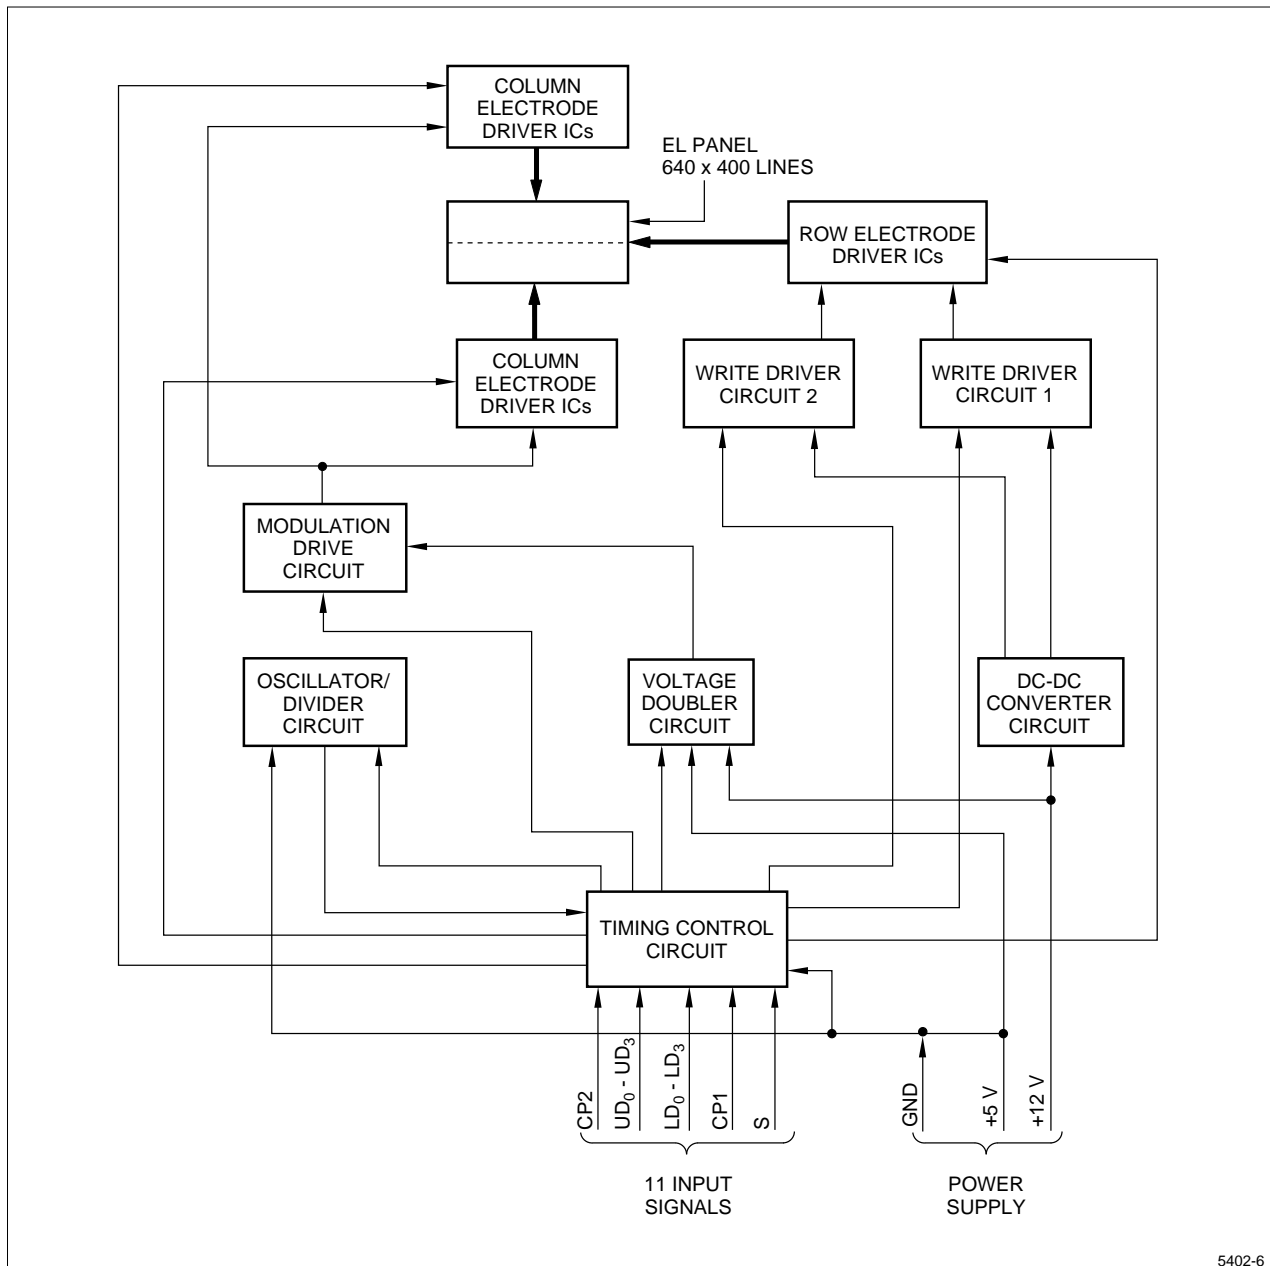 COLUMN
ELECTRODE
DRIVER ICs
EL PANEL
640 x 400 LINES
ROW ELECTRODE
DRIVER ICs
COLUMN
ELECTRODE
DRIVER ICs
WRITE DRIVER
CIRCUIT 2
WRITE DRIVER
CIRCUIT 1
MODULATION
DRIVE
CIRCUIT
OSCILLATOR/
DIVIDER
CIRCUIT
VOLTAGE
DOUBLER
CIRCUIT
DC-DC
CONVERTER
CIRCUIT
TIMING CONTROL
CIRCUIT
CP2
UD₀ - UD₃
LD₀ - LD₃
CP1
S
GND
+5 V
+12 V
11 INPUT
SIGNALS
POWER
SUPPLY
5402-6